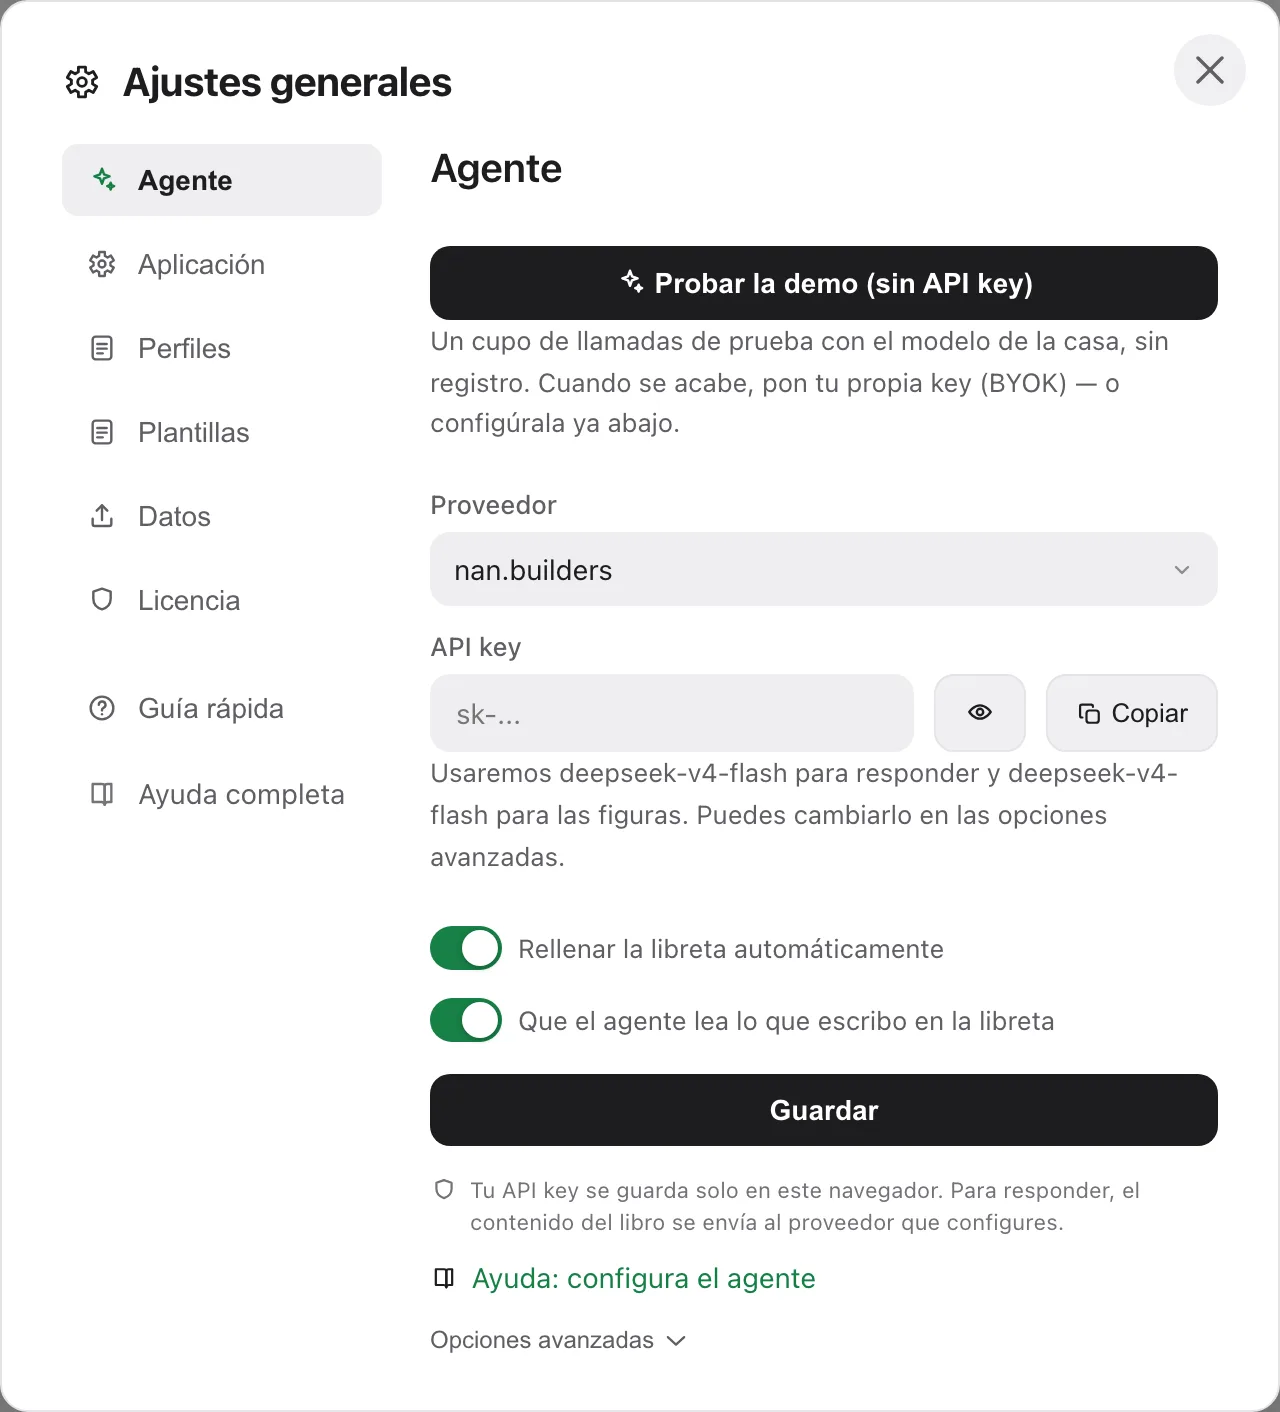 Ajustes generales
Agente
Aplicación
Perfiles
Plantillas
Datos
Licencia
Guía rápida
Ayuda completa
Agente
Probar la demo (sin API key)
Un cupo de llamadas de prueba con el modelo de la casa, sin
registro. Cuando se acabe, pon tu propia key (BYOK) — o
configúrala ya abajo.
Proveedor
nan.builders
API key
sk-...
Copiar
Usaremos deepseek-v4-flash para responder y deepseek-v4-
flash para las figuras. Puedes cambiarlo en las opciones
avanzadas.
Rellenar la libreta automáticamente
Que el agente lea lo que escribo en la libreta
Guardar
Tu API key se guarda solo en este navegador. Para responder, el
contenido del libro se envía al proveedor que configures.
Ayuda: configura el agente
Opciones avanzadas